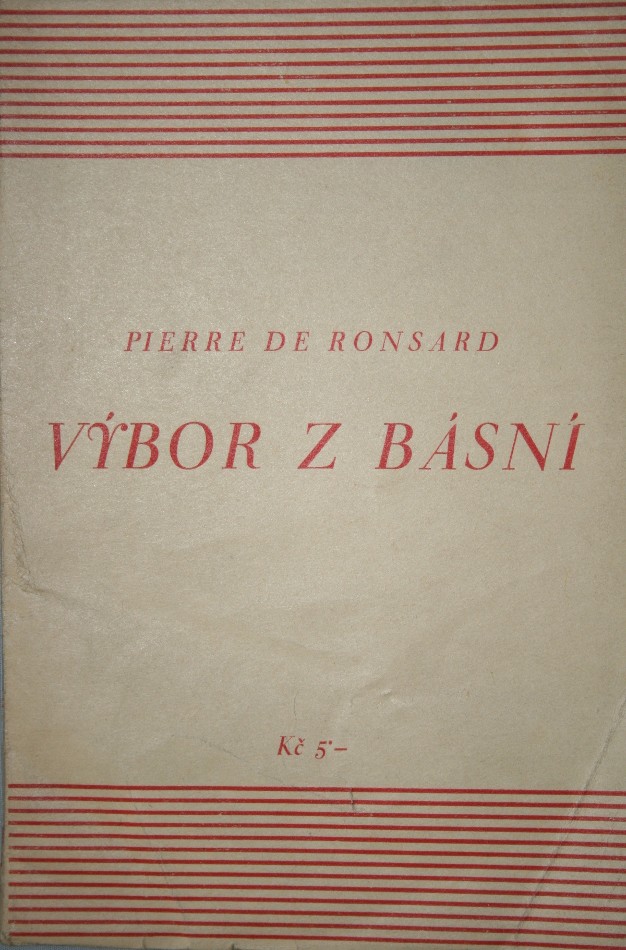 PIERRE DE RONSARD
VÝBOR Z BÁSNÍ
Kč 5·–